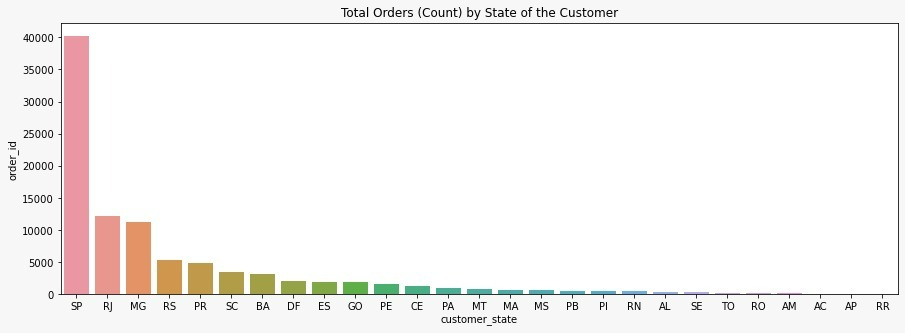 Total Orders (Count) by State of the Customer
40000
35000
30000
25000
20000
15000
10000
5000
0
order_id
SP RJ MG RS PR SC BA DF ES GO PE CE PA MT MA MS PB PI RN AL SE TO RO AM AC AP RR
customer_state